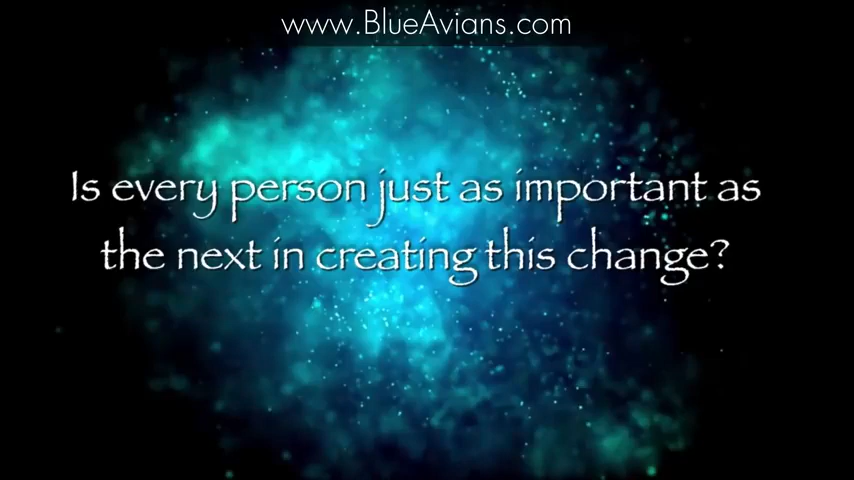 www.BlueAvians.com
Is every person just as important as
the next in creating this change?